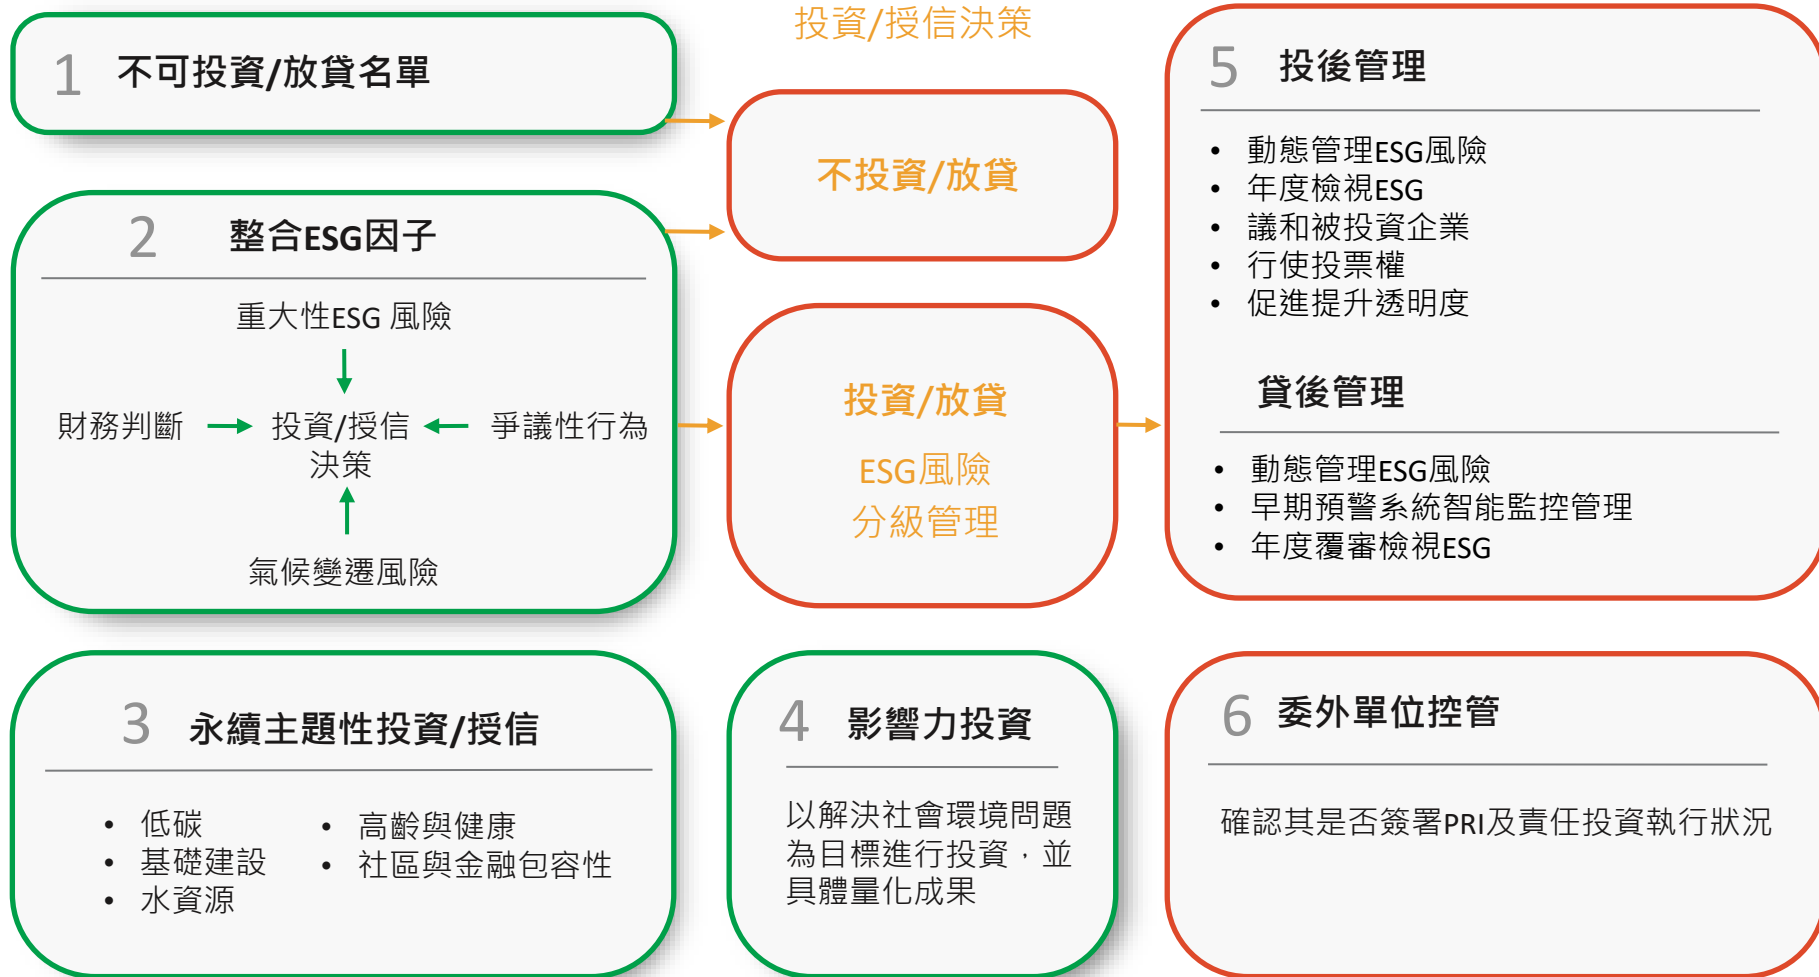 投資/授信決策
1 不可投資/放貸名單
不投資/放貸
2 整合ESG因子
重大性ESG 風險
財務判斷
投資/授信
決策
爭議性行為
氣候變遷風險
投資/放貸
ESG風險
分級管理
5 投後管理
• 動態管理ESG風險
• 年度檢視ESG
• 議和被投資企業
• 行使投票權
• 促進提升透明度
貸後管理
• 動態管理ESG風險
• 早期預警系統智能監控管理
• 年度覆審檢視ESG
3 永續主題性投資/授信
• 低碳
• 基礎建設
• 水資源
• 高齡與健康
• 社區與金融包容性
4 影響力投資
以解決社會環境問題
為目標進行投資，並
具體量化成果
6 委外單位控管
確認其是否簽署PRI及責任投資執行狀況